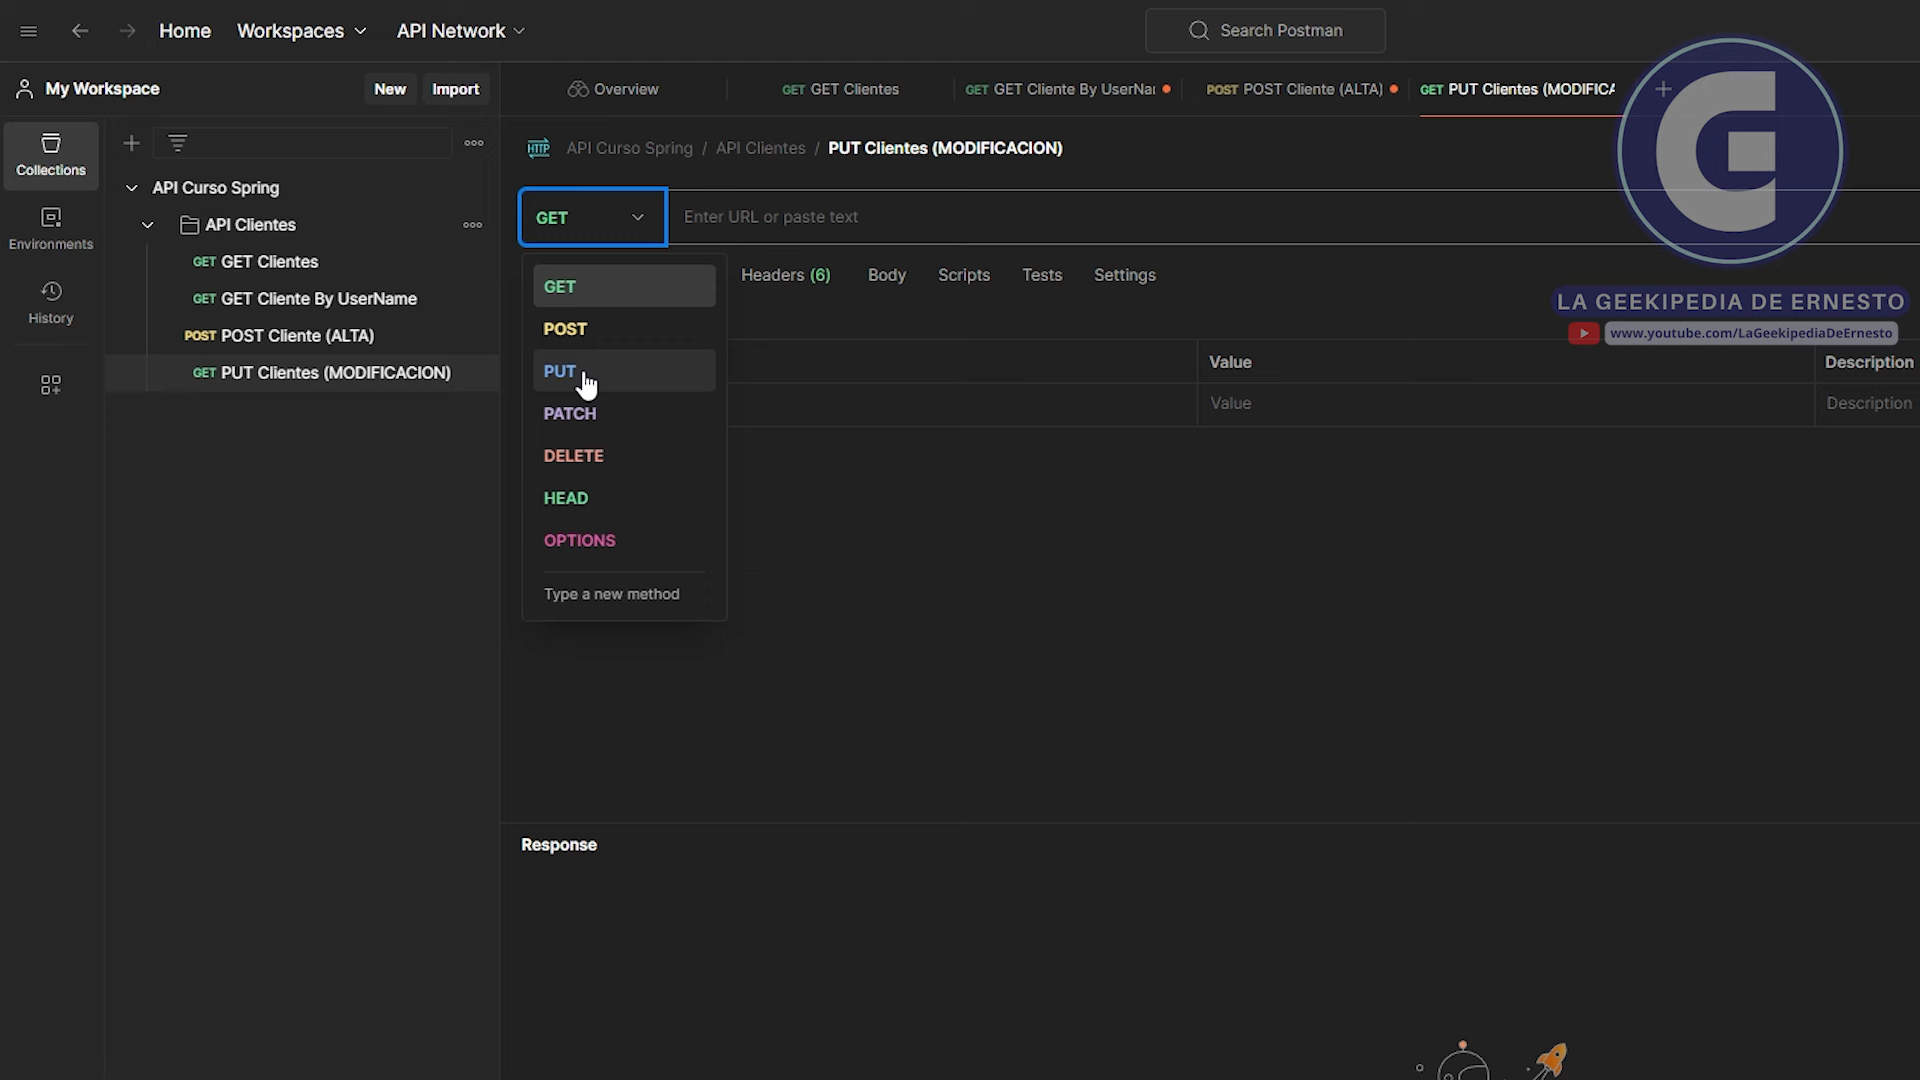 Home
Workspaces
API Network
Search Postman
My Workspace
New
Import
Overview
GET GET Clientes
GET GET Cliente By UserNa
POST POST Cliente (ALTA)
GET PUT Clientes (MODIFICA
Collections
HTTP
API Curso Spring / API Clientes / PUT Clientes (MODIFICACION)
API Curso Spring
API Clientes
GET GET Clientes
GET GET Cliente By UserName
POST POST Cliente (ALTA)
GET PUT Clientes (MODIFICACION)
Environments
History
GET
Enter URL or paste text
Headers (6)
Body
Scripts
Tests
Settings
GET
POST
PUT
PATCH
DELETE
HEAD
OPTIONS
Type a new method
G
LA GEEKIPEDIA DE ERNESTO
www.youtube.com/LaGeekipediaDeErnesto
Value
Description
Value
Description
Response